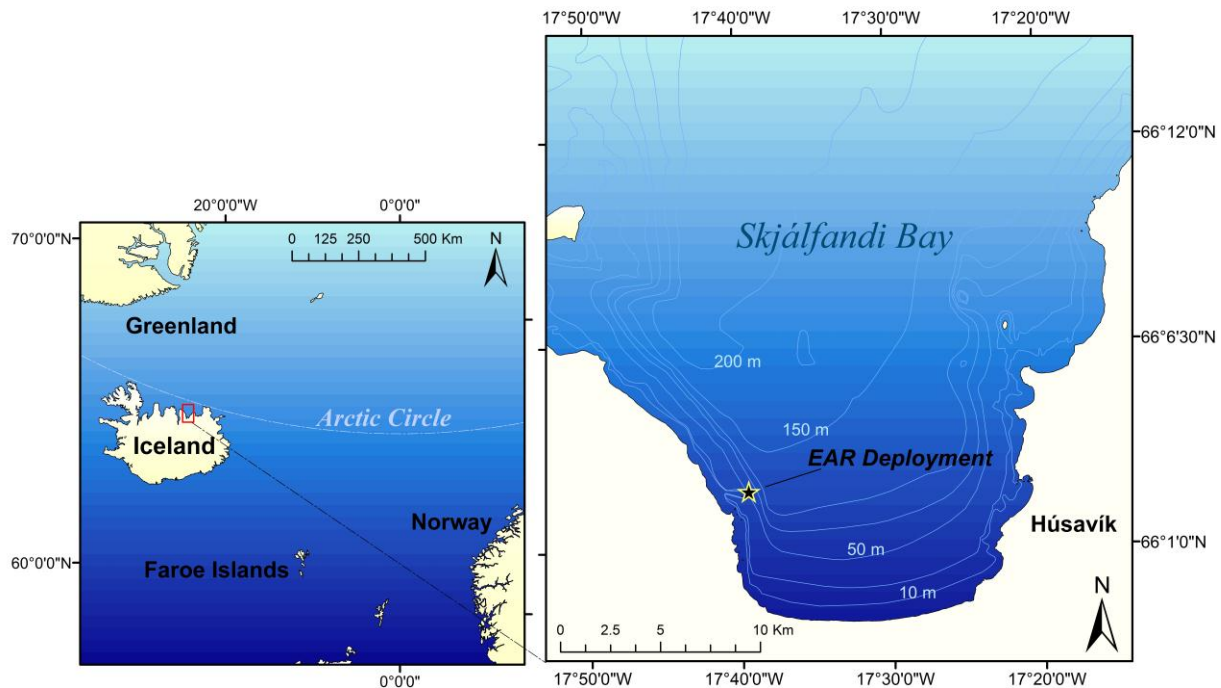 20°0'0"W
0°0'0"
70°0'0"N
0 125 250 500 Km
N
Greenland
Arctic Circle
Iceland
Norway
60°0'0"N
Faroe Islands
0°0'0"
17°50'0"W
17°40'0"W
17°30'0"W
17°20'0"W
66°12'0"N
Skjálfandi Bay
66°6'30"N
200 m
150 m
EAR Deployment
Húsavík
66°1'0"N
50 m
10 m
N
0 2.5 5 10 Km
17°50'0"W
17°40'0"W
17°30'0"W
17°20'0"W